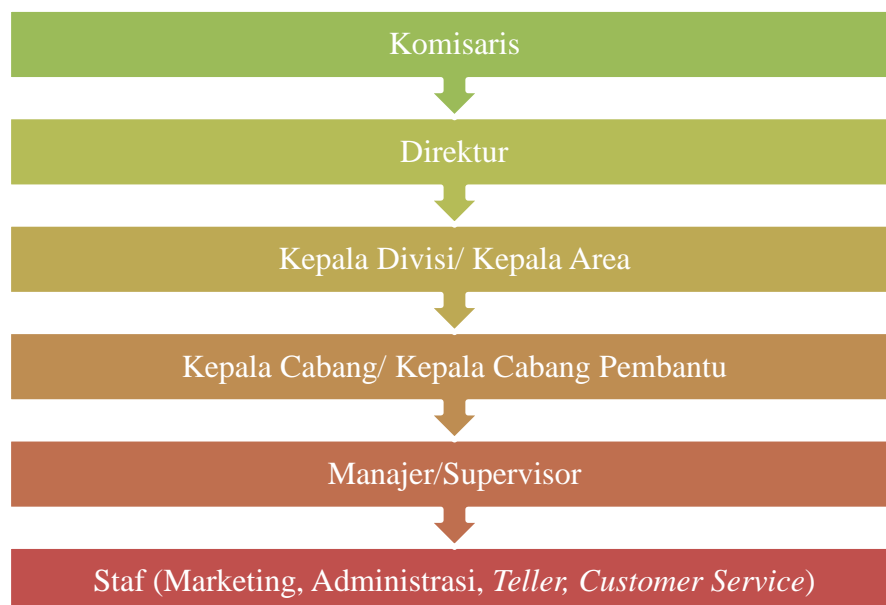 Komisaris
Direktur
Kepala Divisi/ Kepala Area
Kepala Cabang/ Kepala Cabang Pembantu
Manajer/Supervisor
Staf (Marketing, Administrasi, Teller, Customer Service)